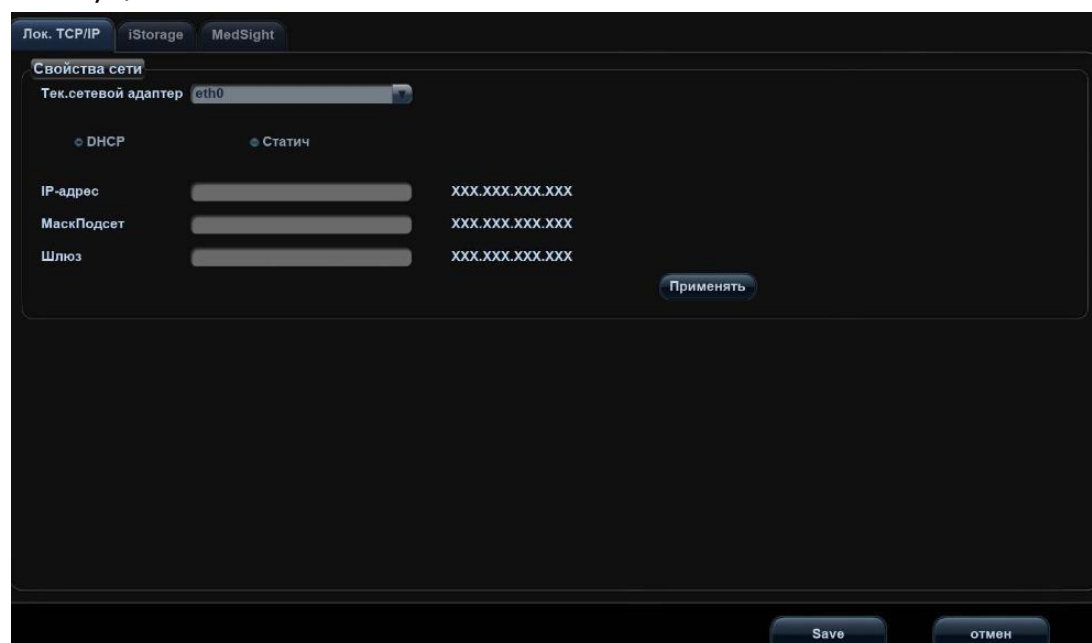 Лок. TCP/IP iStorage MedSight
Свойства сети
Тек.сетевой адаптер eth0
DHCP Статич
IP-адрес XXX.XXX.XXX.XXX
МаскПодсет XXX.XXX.XXX.XXX
Шлюз XXX.XXX.XXX.XXX
Применять
Save отмен